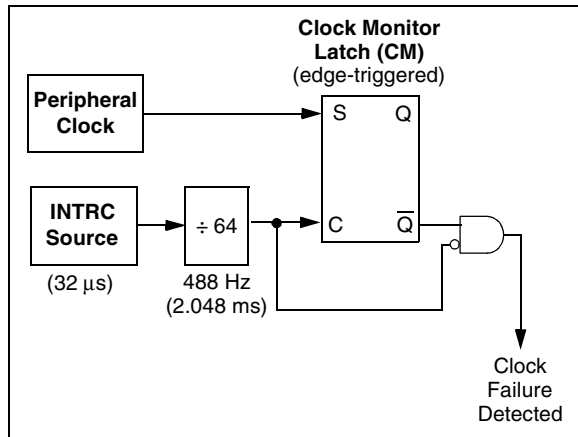 Clock Monitor
Latch (CM)
(edge-triggered)
Peripheral
Clock
S
Q
INTRC
Source
÷ 64
C
Q̅
(32 μs)
488 Hz
(2.048 ms)
Clock
Failure
Detected